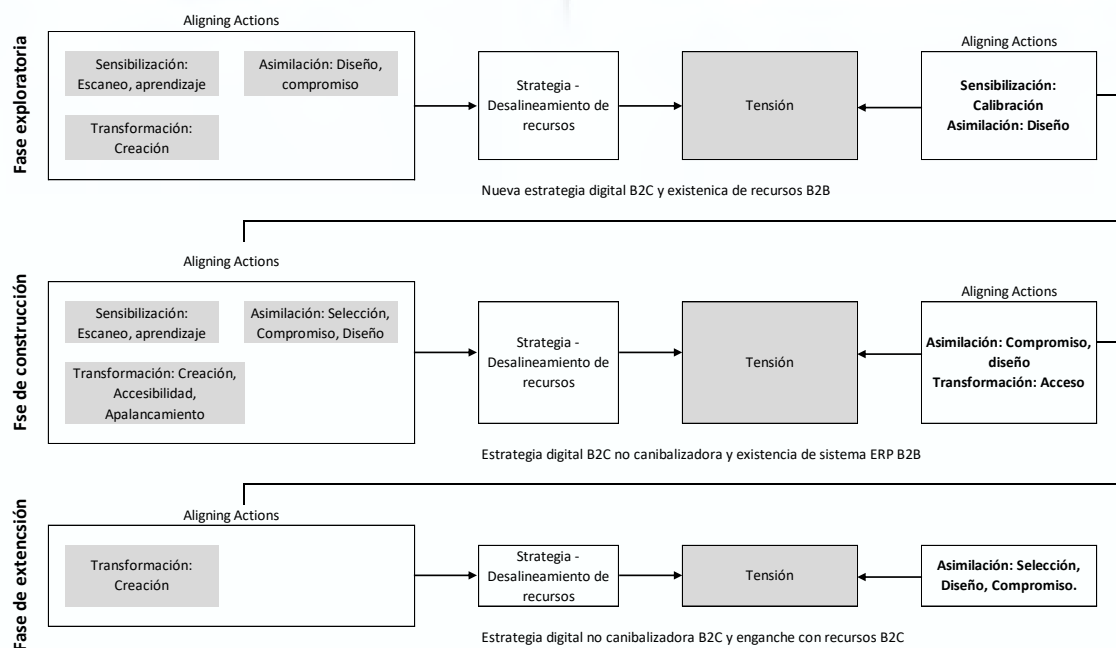 Fase exploratoria
Aligning Actions
Sensibilización:
Escaneo, aprendizaje
Asimilación: Diseño,
compromiso
Transformación:
Creación
Strategia -
Desalineamiento de
recursos
Tensión
Aligning Actions
Sensibilización:
Calibración
Asimilación: Diseño
Nueva estrategia digital B2C y existenica de recursos B2B
Fse de construcción
Aligning Actions
Sensibilización:
Escaneo, aprendizaje
Asimilación: Selección,
Compromiso, Diseño
Transformación: Creación,
Accesibilidad,
Apalancamiento
Strategia -
Desalineamiento de
recursos
Tensión
Aligning Actions
Asimilación: Compromiso,
diseño
Transformación: Acceso
Estrategia digital B2C no canibalizadora y existencia de sistema ERP B2B
Fase de extencsión
Aligning Actions
Transformación:
Creación
Strategia -
Desalineamiento de
recursos
Tensión
Asimilación: Selección,
Diseño, Compromiso.
Estrategia digital no canibalizadora B2C y enganche con recursos B2C